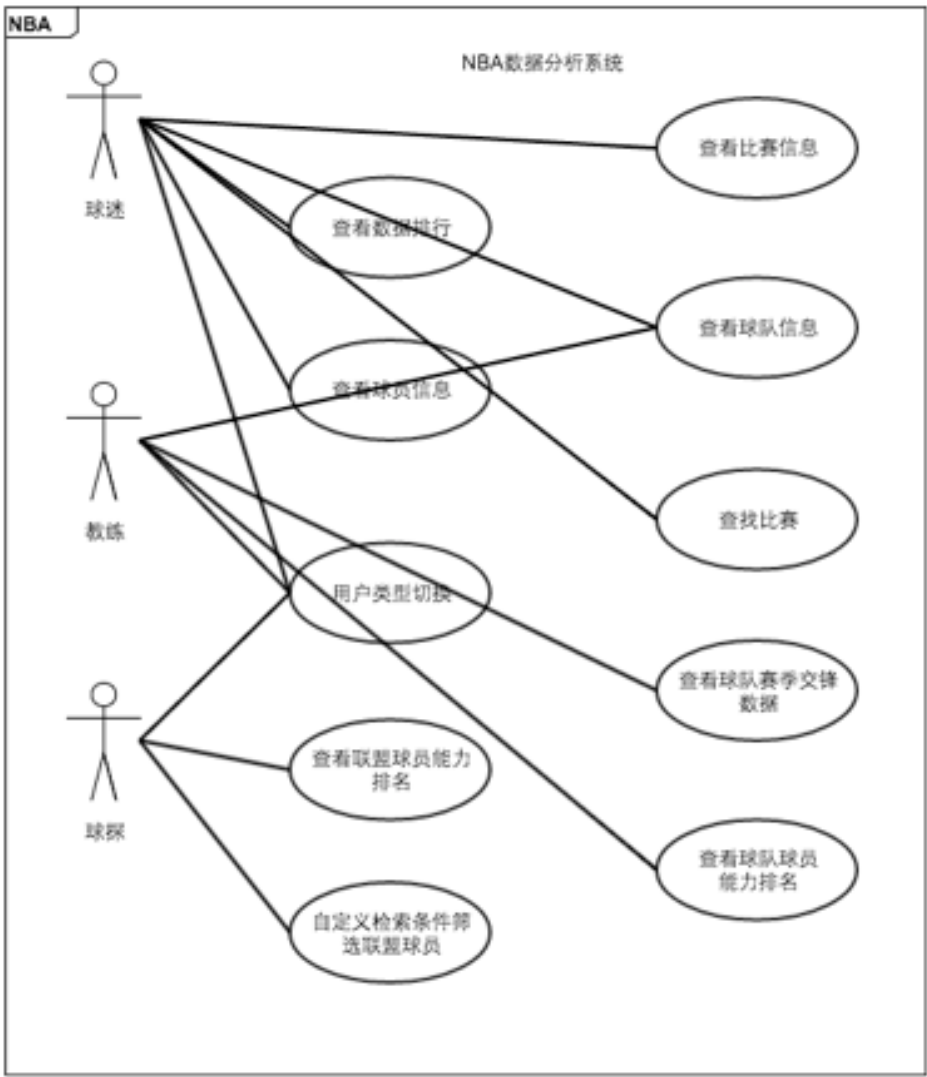 NBA
NBA数据分析系统
查看比赛信息
球迷
查看数据排行
查看球队信息
查看球员信息
教练
查找比赛
用户类型切换
查看球队赛季交锋
数据
球探
查看联盟球员能力
排名
查看球队球员
能力排名
自定义检索条件筛
选联盟球员